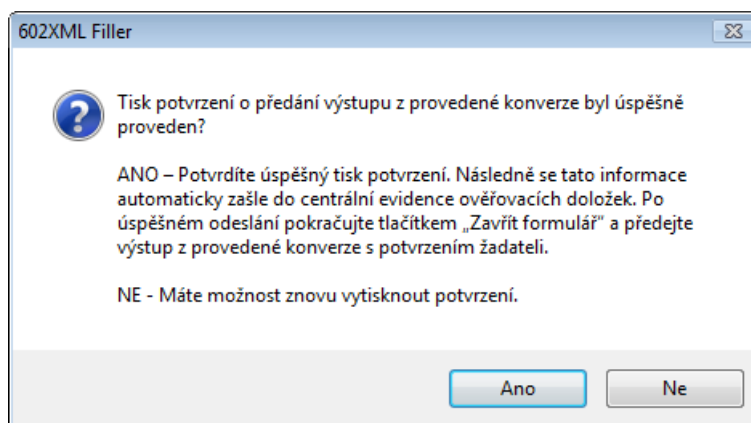 602XML Filler
Tisk potvrzení o předání výstupu z provedené konverze byl úspěšně
proveden?
ANO – Potvrdíte úspěšný tisk potvrzení. Následně se tato informace
automaticky zašle do centrální evidence ověřovacích doložek. Po
úspěšném odeslání pokračujte tlačítkem „Zavřít formulář" a předejte
výstup z provedené konverze s potvrzením žadateli.
NE - Máte možnost znovu vytisknout potvrzení.
Ano
Ne